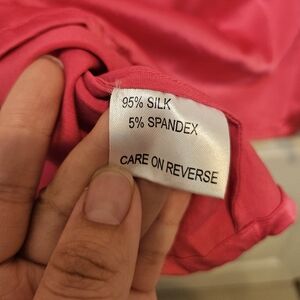 95% SILK
5% SPANDEX
CARE ON REVERSE